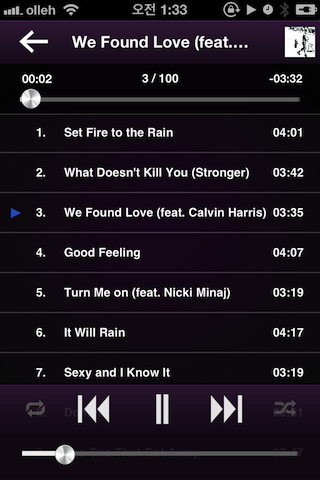 olleh 오전 1:33
We Found Love (feat....
00:02 3 / 100 -03:32
1. Set Fire to the Rain 04:01
2. What Doesn't Kill You (Stronger) 03:42
3. We Found Love (feat. Calvin Harris) 03:35
4. Good Feeling 04:07
5. Turn Me on (feat. Nicki Minaj) 03:19
6. It Will Rain 04:17
7. Sexy and I Know It 03:19